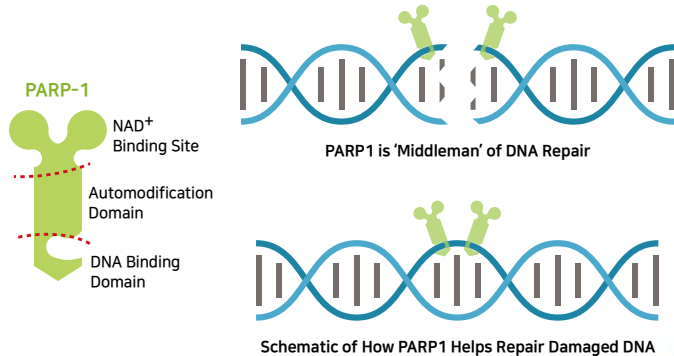 PARP-1
NAD+
Binding Site
Automodification
Domain
DNA Binding
Domain
PARP1 is ‘Middleman’ of DNA Repair
Schematic of How PARP1 Helps Repair Damaged DNA